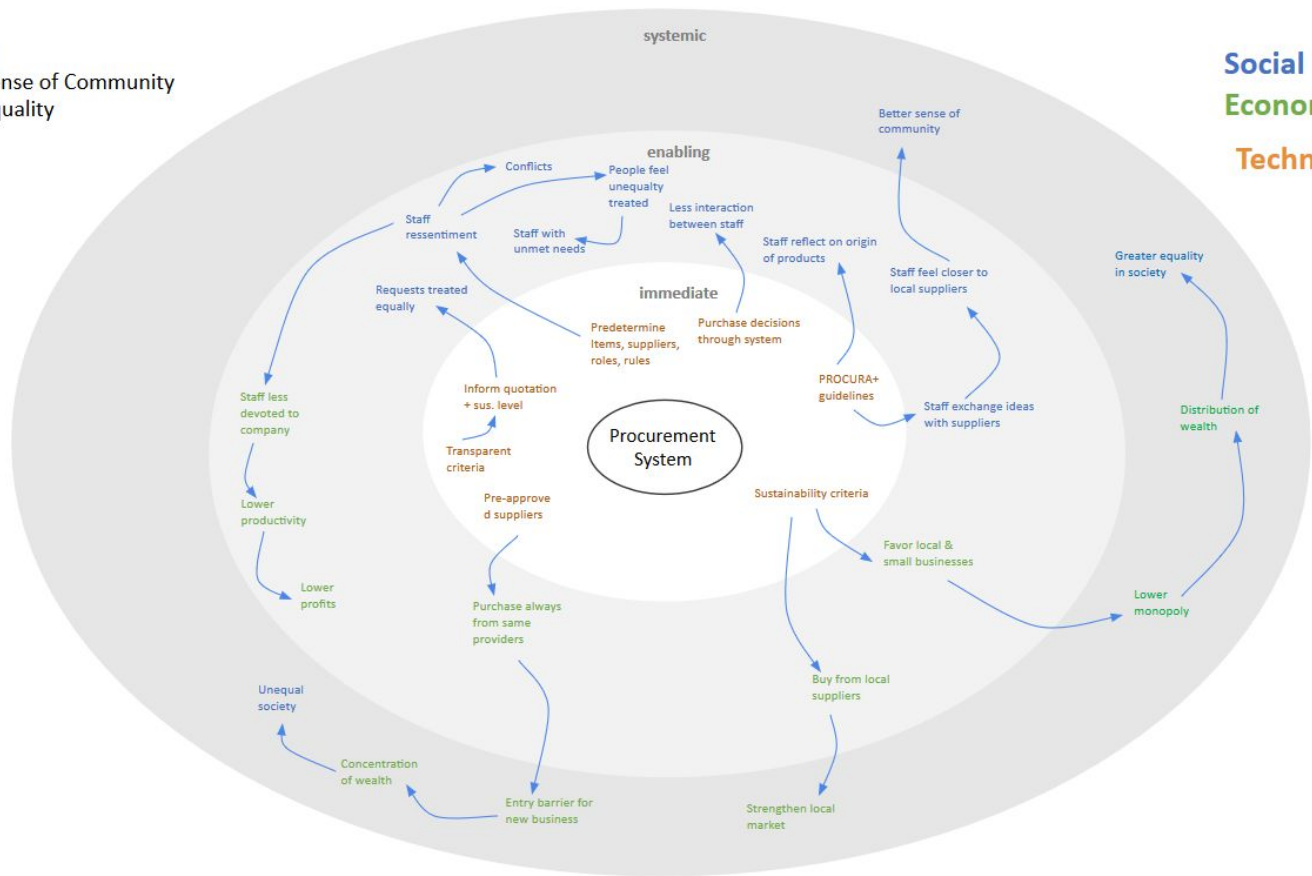 nse of Community
quality
Social
Econor
Techn
systemic
Better sense of
community
enabling
Conflicts
People feel
unequalty
treated
Less interaction
between staff
Staff
ressentiment
Staff with
unmet needs
Staff reflect on origin
of products
Staff feel closer to
local suppliers
Greater equality
in society
Requests treated
equally
immediate
Predetermine
Items, suppliers,
roles, rules
Purchase decisions
through system
PROCURA+
guidelines
Inform quotation
+ sus. level
Staff exchange ideas
with suppliers
Distribution of
wealth
Staff less
devoted to
company
Procurement
System
Transparent
criteria
Pre-approve
d suppliers
Sustainability criteria
Lower
productivity
Favor local &
small businesses
Lower
profits
Purchase always
from same
providers
Lower
monopoly
Buy from local
suppliers
Unequal
society
Concentration
of wealth
Entry barrier for
new business
Strengthen local
market